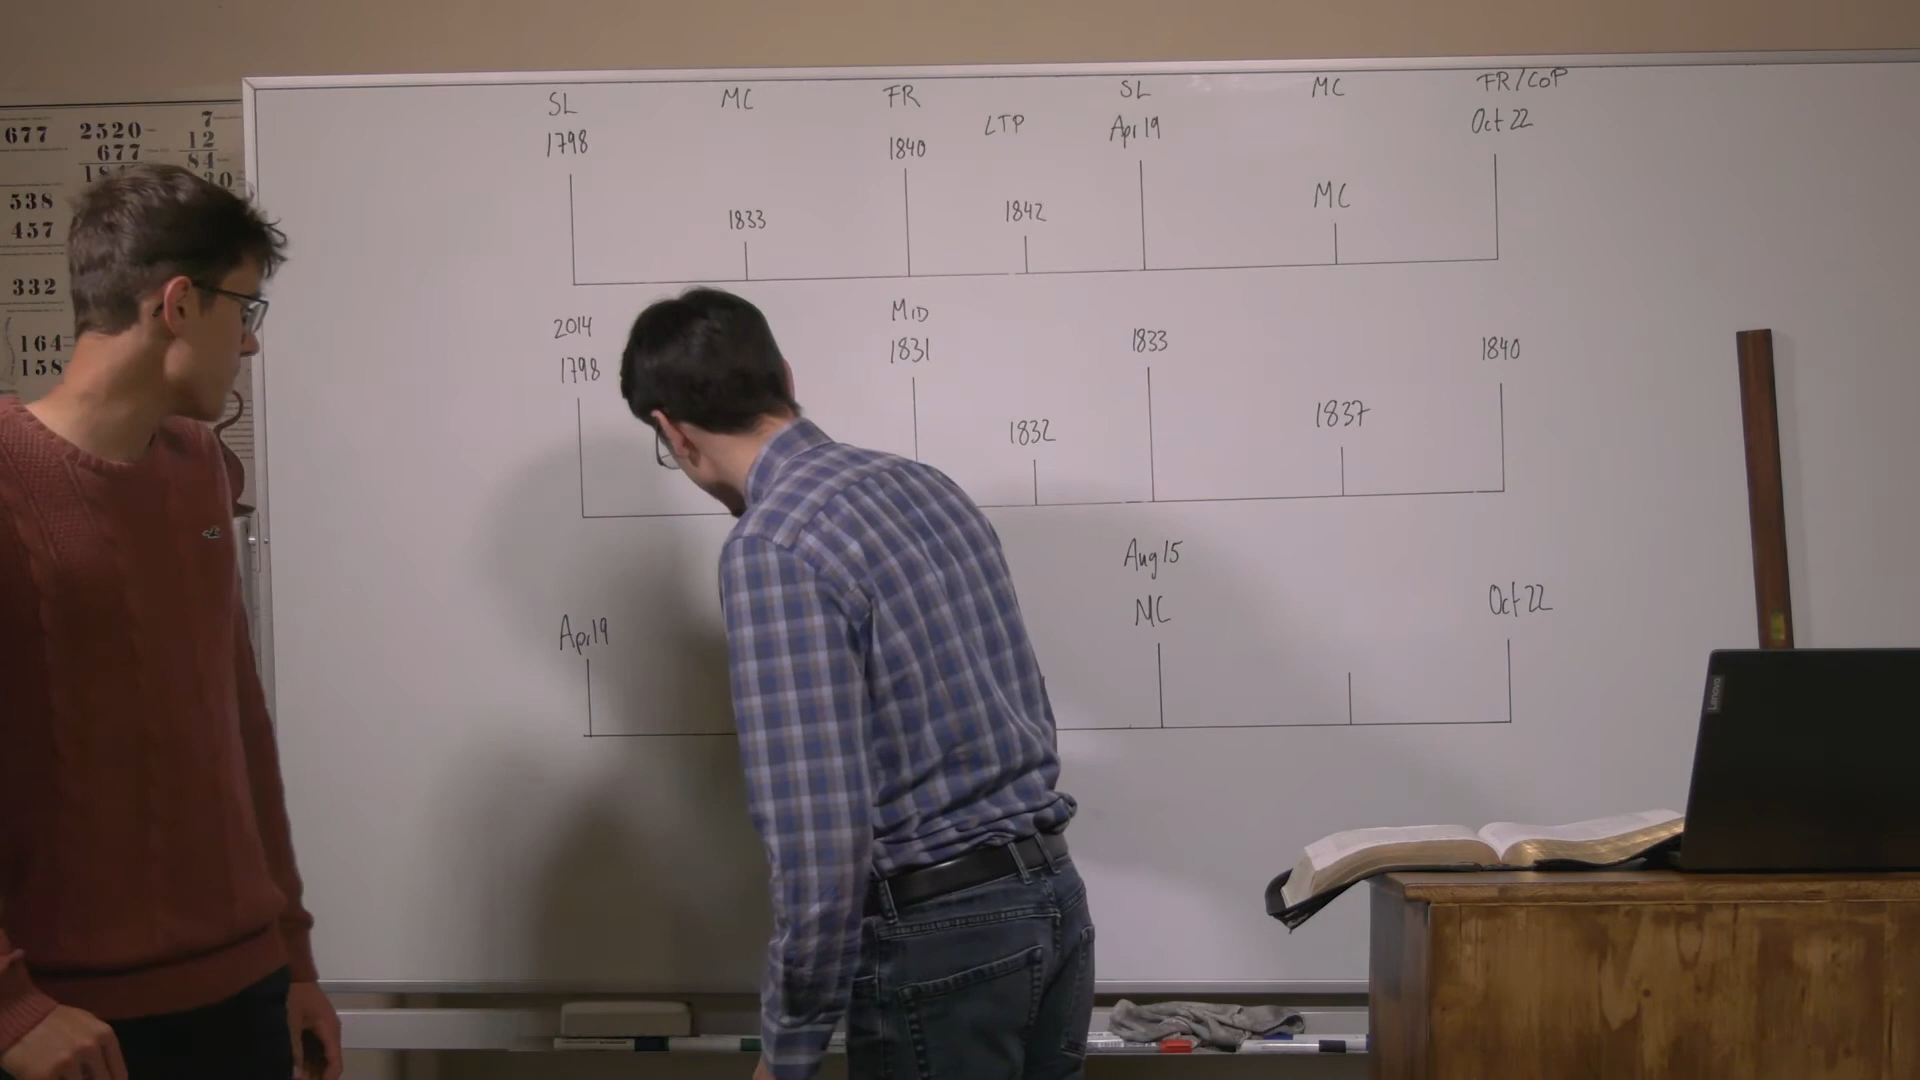 SL MC FR SL MC FR/COP
1798 1840 LTP Apr 19 Oct 22
1833 1842 MC
2014 MID
1798 1831 1833 1840
1832 1837
Aug 15
Apr 19 MC Oct 22
677 2520 7
677 12
84
538
457
332
164
158
Lenovo